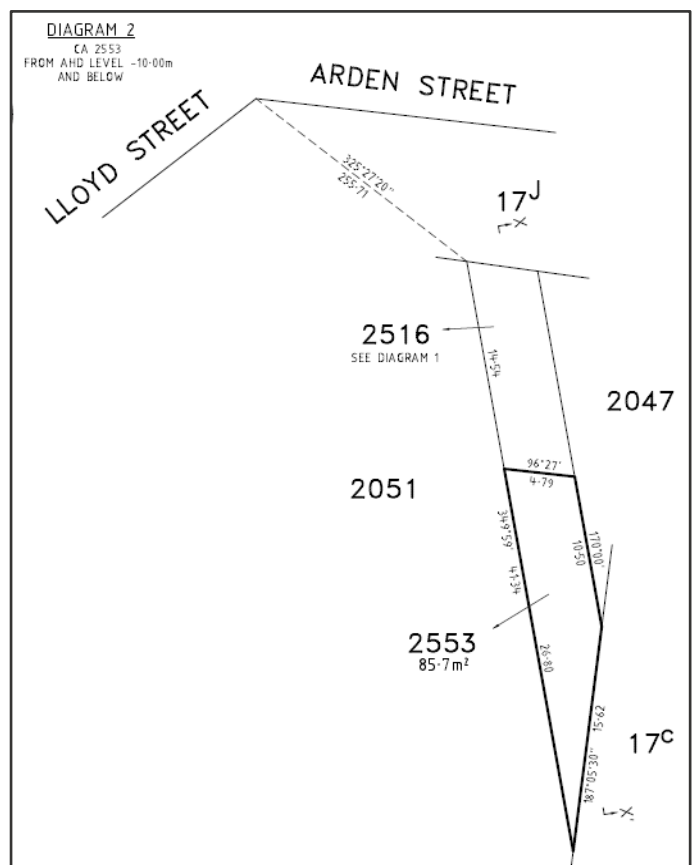 DIAGRAM 2
CA 2553
FROM AHD LEVEL -10·00m
AND BELOW
ARDEN STREET
LLOYD STREET
325°27'20"
255·71
17J
X
2516
SEE DIAGRAM 1
14·54
2047
96°27'
4·79
2051
349°59' 41·34
170°00'
10·50
2553
85·7m²
26·80
15·62
187°05'30"
17C
X'